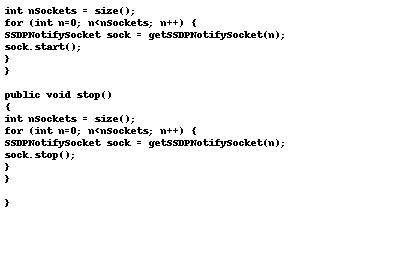 int nSockets = size();
for (int n=0; n<nSockets; n++) {
SSDPNotifySocket sock = getSSDPNotifySocket(n);
sock.start();
}
}

public void stop()
{
int nSockets = size();
for (int n=0; n<nSockets; n++) {
SSDPNotifySocket sock = getSSDPNotifySocket(n);
sock.stop();
}
}

}